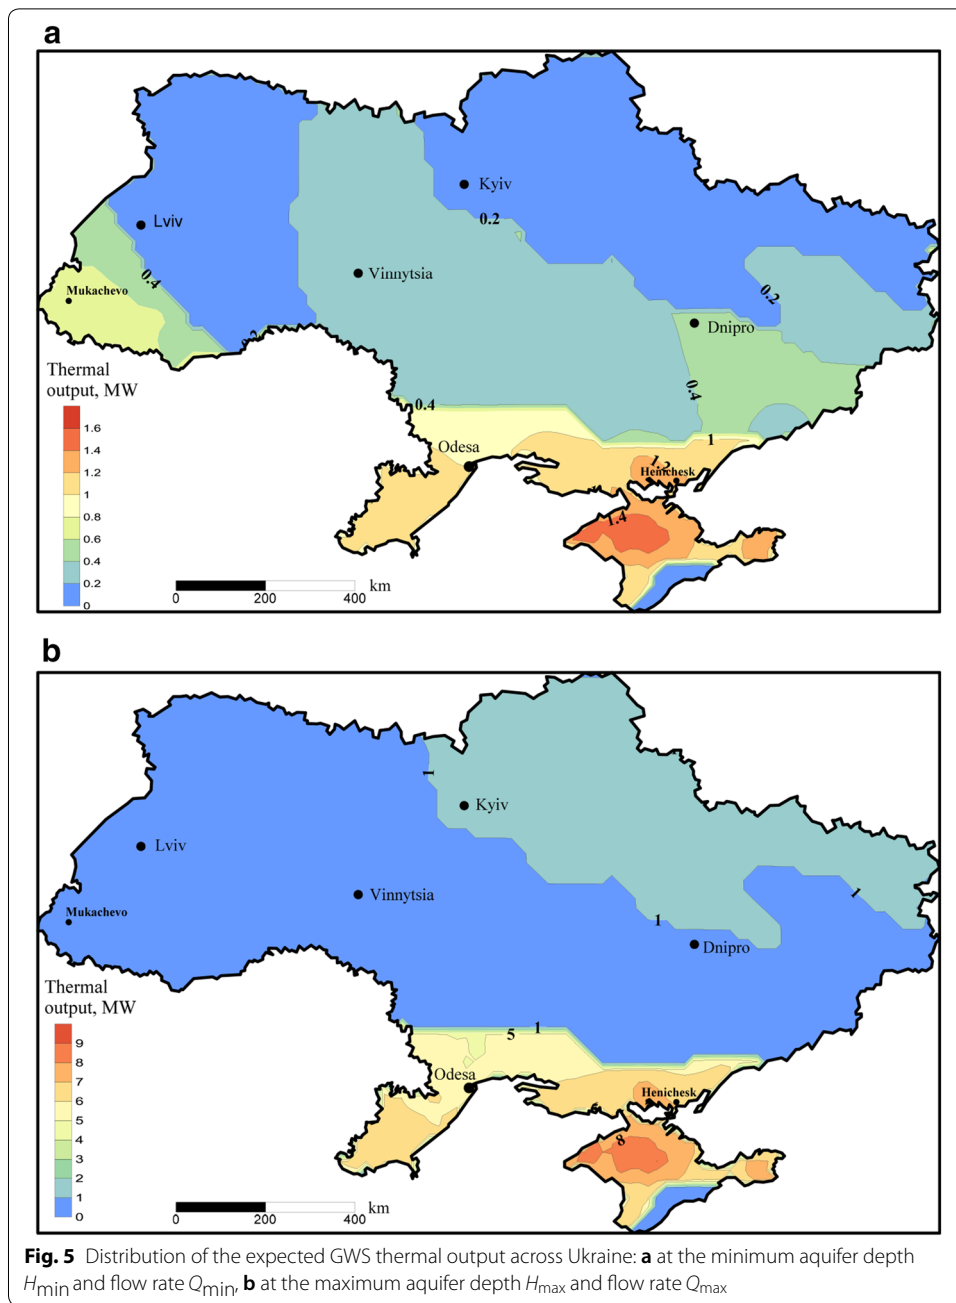 a
Kyiv
Lviv
0.2
Vinnytsia
0.4
Mukachevo
0.2
Dnipro
Thermal
output, MW
0.4
0.4
1.6
1.4
1.2
1
0.8
0.6
0.4
0.2
0
Odesa
1
1.2
Henichesk
1.4
km
0 200 400
b
1
Kyiv
Lviv
Vinnytsia
1
Mukachevo
1
Dnipro
Thermal
output, MW
5 1
9
8
7
6
5
4
3
2
1
0
Odesa
Henichesk
6
8
km
0 200 400
Fig. 5 Distribution of the expected GWS thermal output across Ukraine: a at the minimum aquifer depth
Hmin and flow rate Qmin, b at the maximum aquifer depth Hmax and flow rate Qmax